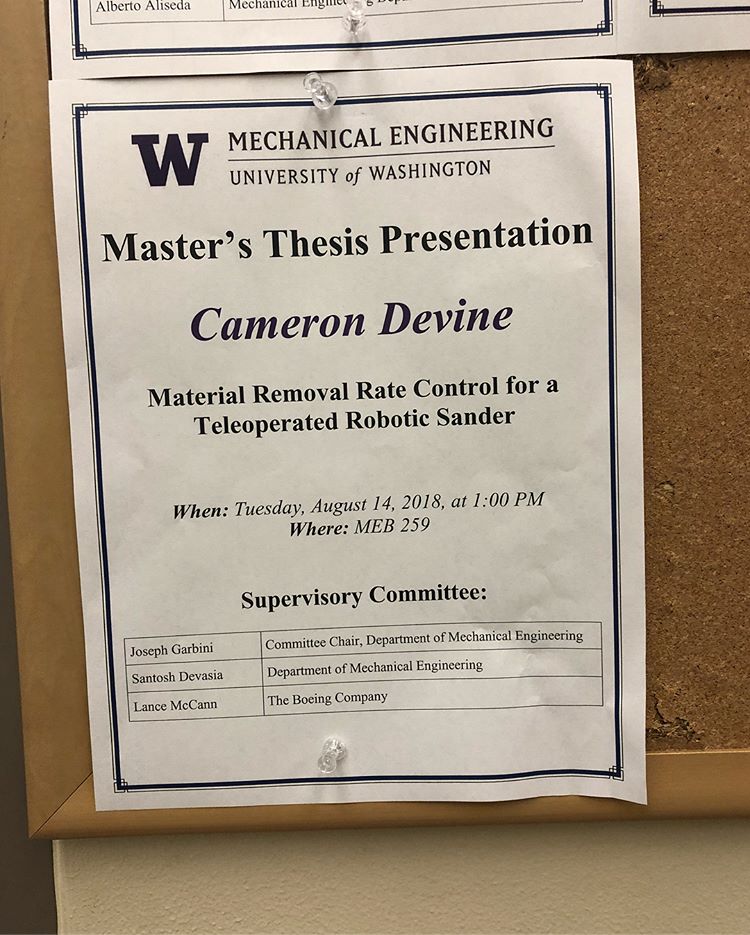 Alberto Aliseda
Mechanical
W
MECHANICAL ENGINEERING
UNIVERSITY of WASHINGTON
Master's Thesis Presentation
Cameron Devine
Material Removal Rate Control for a
Teleoperated Robotic Sander
When: Tuesday, August 14, 2018, at 1:00 PM
Where: MEB 259
Supervisory Committee:
Joseph Garbini Committee Chair, Department of Mechanical Engineering
Santosh Devasia Department of Mechanical Engineering
Lance McCann The Boeing Company